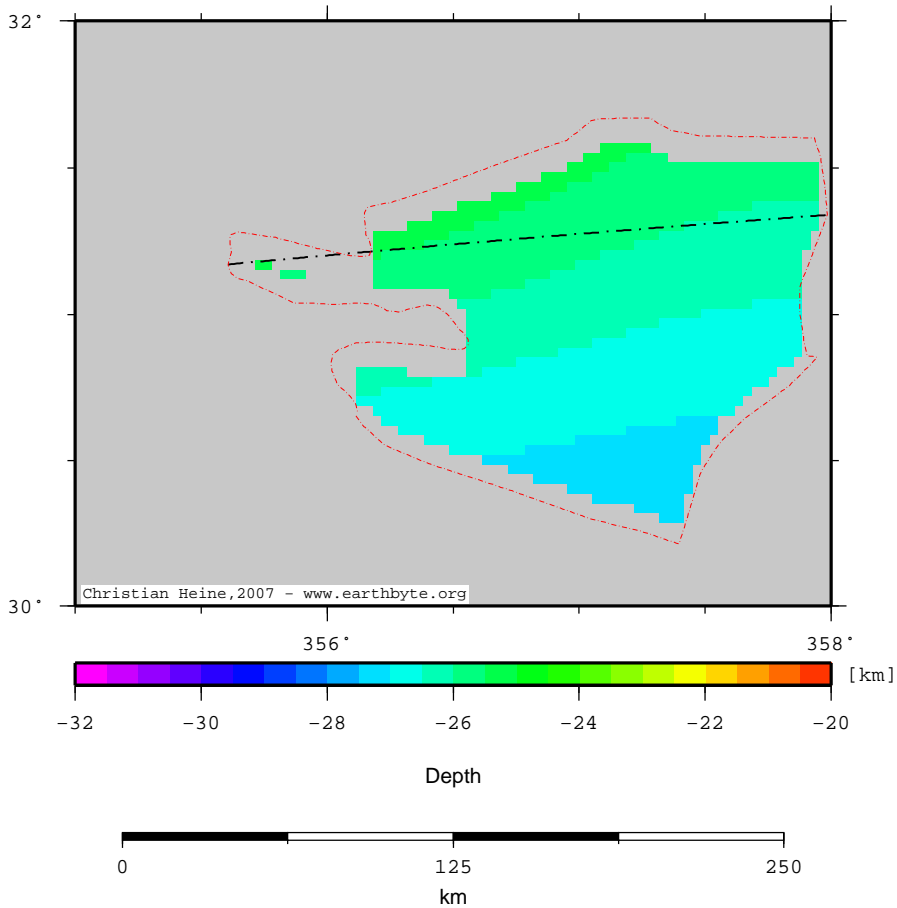 32°
Christian Heine,2007 - www.earthbyte.org
30°
356° 358°
[km]
-32 -30 -28 -26 -24 -22 -20
Depth
0 125 250
km